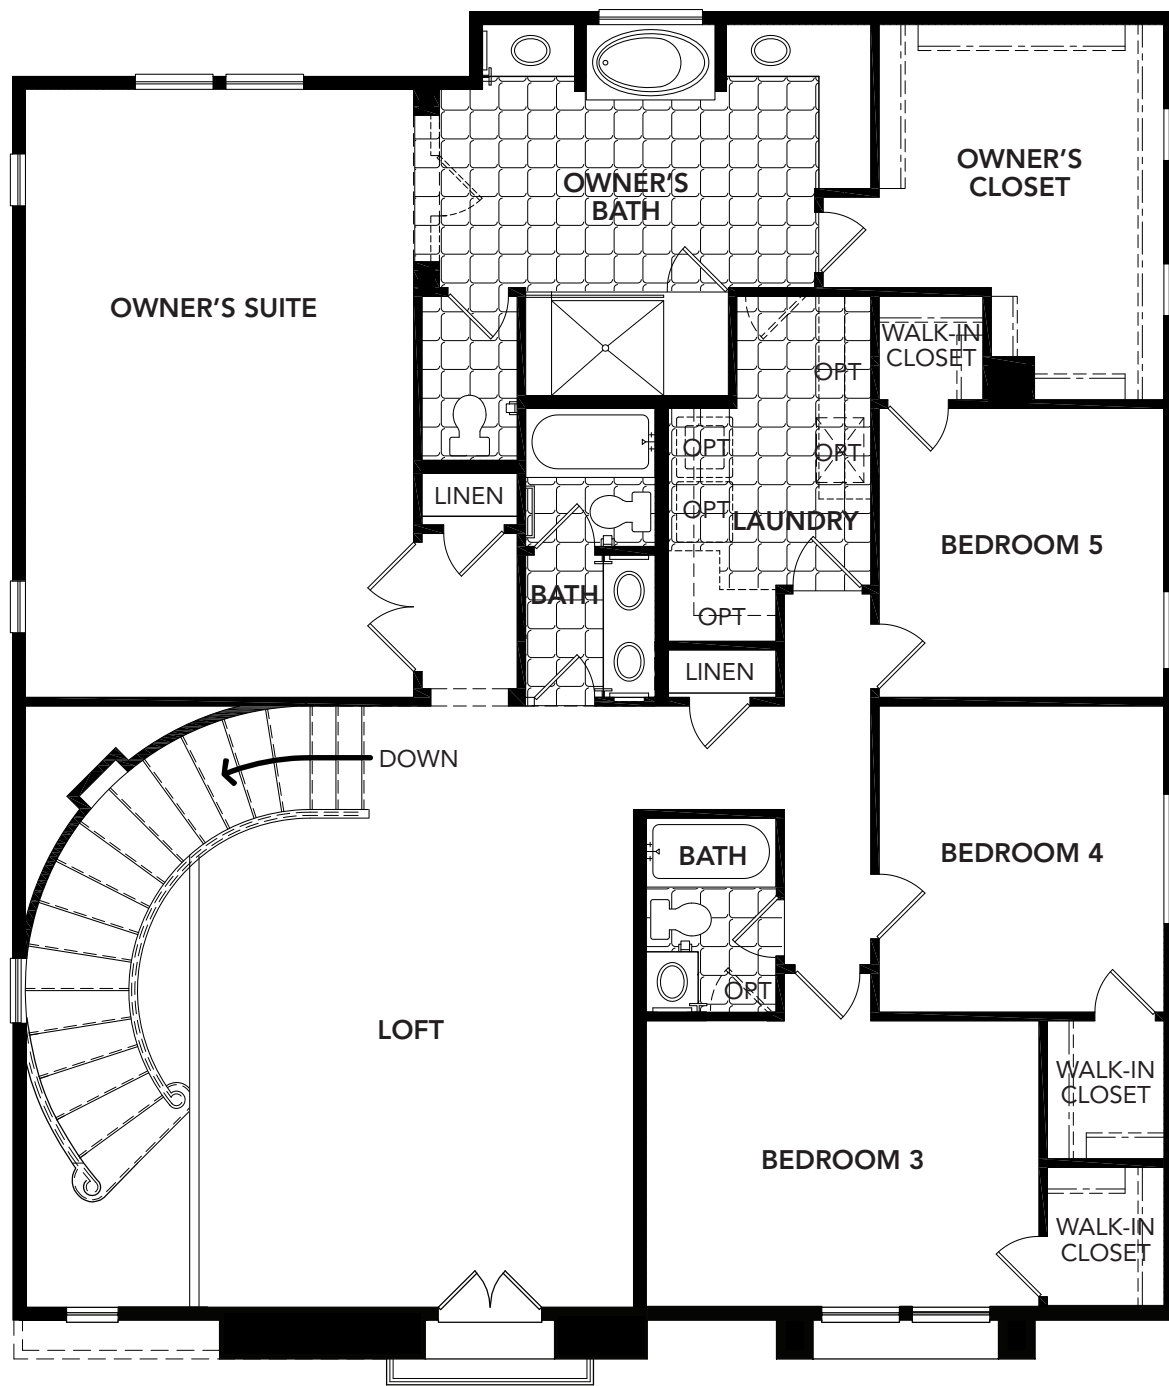 OWNER'S
CLOSET
OWNER'S
BATH
OWNER'S SUITE
WALK-IN
CLOSET
OPT
OPT
OPT
LINEN
OPT
LAUNDRY
BEDROOM 5
BATH
OPT
LINEN
DOWN
BATH
BEDROOM 4
OPT
LOFT
WALK-IN
CLOSET
BEDROOM 3
WALK-IN
CLOSET